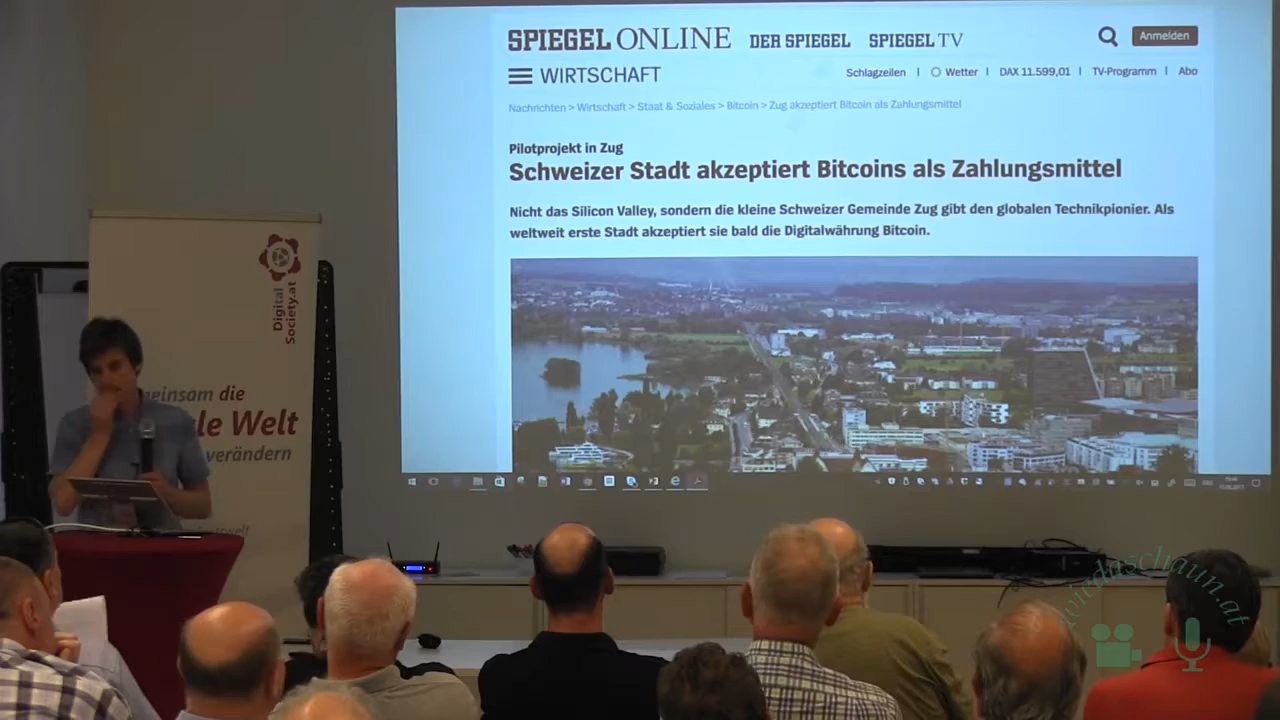 SPIEGEL ONLINE DER SPIEGEL SPIEGEL TV
Anmelden
WIRTSCHAFT
Schlagzeilen | Wetter | DAX 11.599,01 | TV-Programm | Abo
Nachrichten > Wirtschaft > Staat & Soziales > Bitcoin > Zug akzeptiert Bitcoin als Zahlungsmittel
Pilotprojekt in Zug
Schweizer Stadt akzeptiert Bitcoins als Zahlungsmittel
Nicht das Silicon Valley, sondern die kleine Schweizer Gemeinde Zug gibt den globalen Technikpionier. Als
weltweit erste Stadt akzeptiert sie bald die Digitalwährung Bitcoin.
Digital
Society.at
die
Welt
verändern